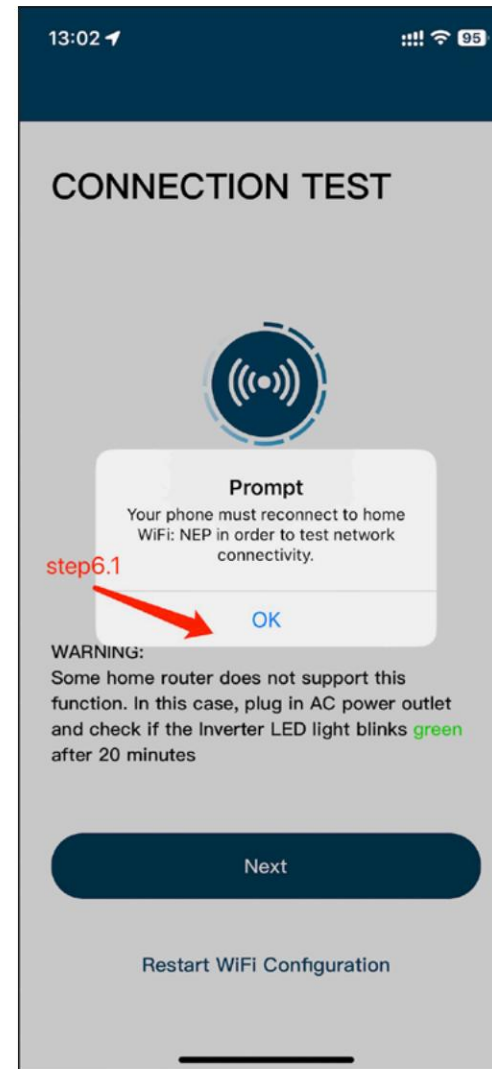 13:02
95
CONNECTION TEST
Prompt
Your phone must reconnect to home
WiFi: NEP in order to test network
connectivity.
step6.1
OK
WARNING:
Some home router does not support this
function. In this case, plug in AC power outlet
and check if the Inverter LED light blinks green
after 20 minutes
Next
Restart WiFi Configuration